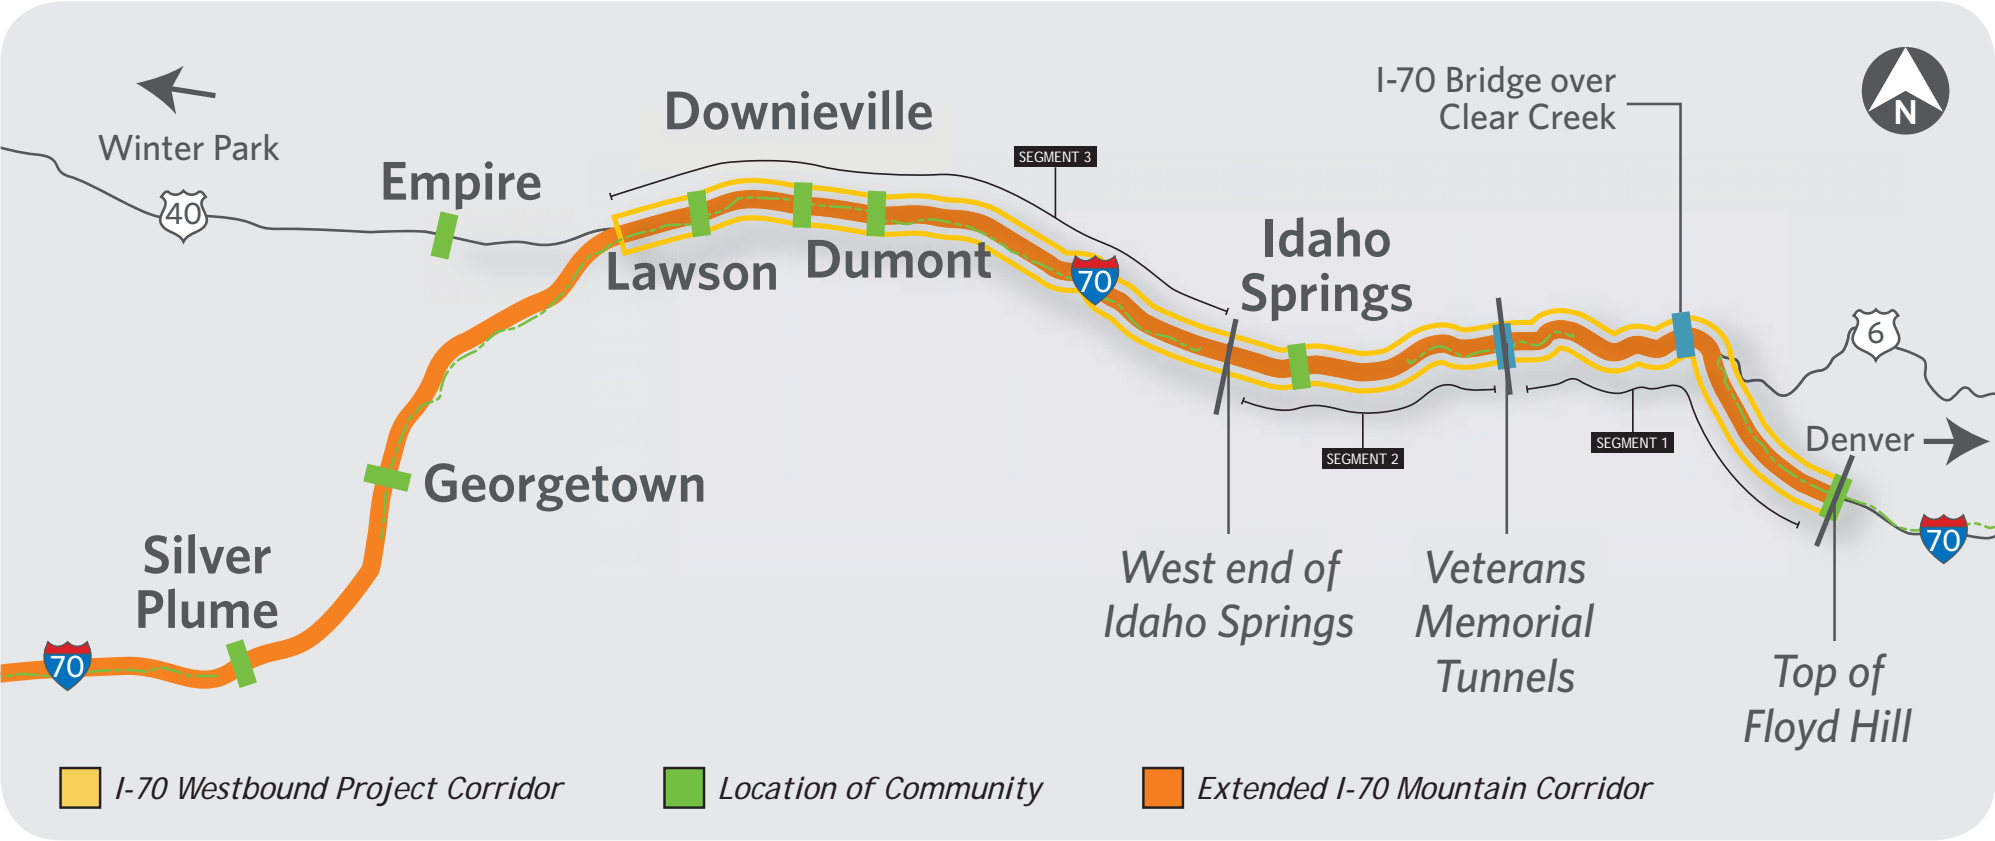 I-70 Bridge over
Clear Creek
N
Winter Park
Downieville
SEGMENT 3
Empire
40
Idaho
Springs
Lawson
Dumont
70
6
Denver
SEGMENT 1
SEGMENT 2
Georgetown
70
Silver
Plume
West end of
Idaho Springs
Veterans
Memorial
Tunnels
Top of
Floyd Hill
70
I-70 Westbound Project Corridor
Location of Community
Extended I-70 Mountain Corridor